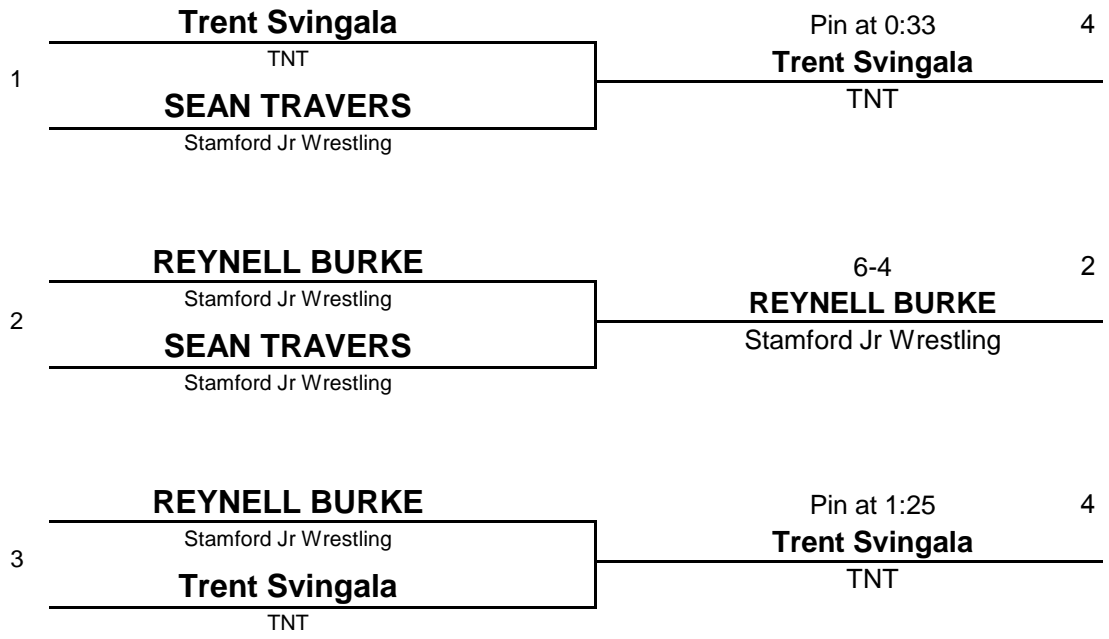 Trent Svingala
TNT
1
SEAN TRAVERS
Stamford Jr Wrestling
Pin at 0:33 4
Trent Svingala
TNT
REYNELL BURKE
Stamford Jr Wrestling
2
SEAN TRAVERS
Stamford Jr Wrestling
6-4 2
REYNELL BURKE
Stamford Jr Wrestling
REYNELL BURKE
Stamford Jr Wrestling
3
Trent Svingala
TNT
Pin at 1:25 4
Trent Svingala
TNT